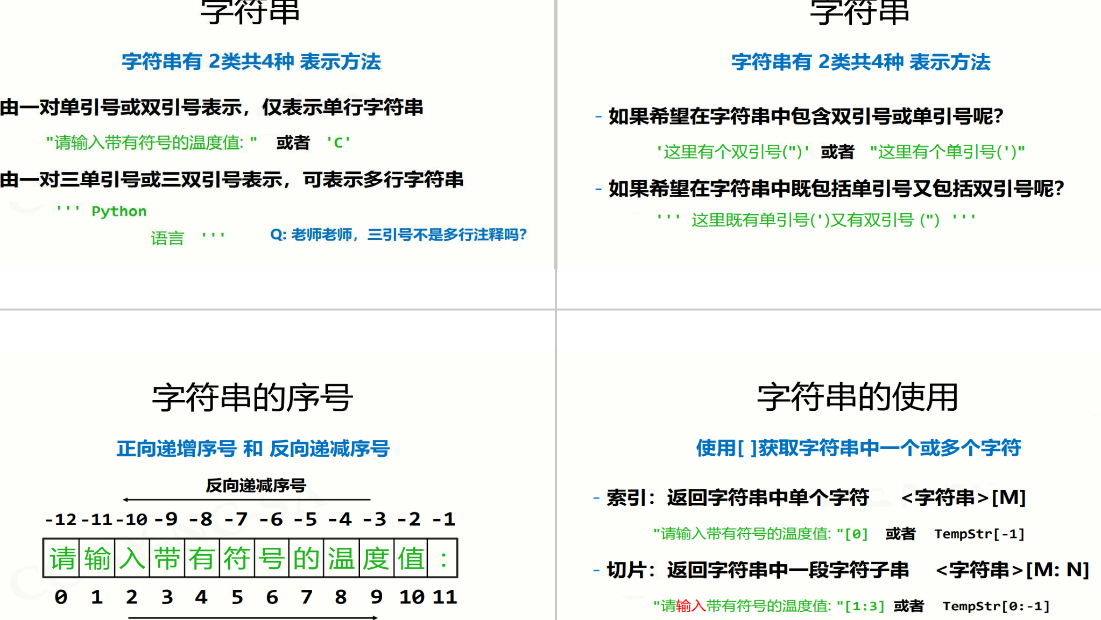 字符串
字符串有 2类共4种 表示方法
由一对单引号或双引号表示，仅表示单行字符串
"请输入带有符号的温度值: " 或者 'C'
由一对三单引号或三双引号表示，可表示多行字符串
''' Python
语言 '''
Q: 老师老师，三引号不是多行注释吗？
字符串
字符串有 2类共4种 表示方法
- 如果希望在字符串中包含双引号或单引号呢？
'这里有个双引号(")' 或者 "这里有个单引号(')"
- 如果希望在字符串中既包括单引号又包括双引号呢？
''' 这里既有单引号(')又有双引号 (") '''
字符串的序号
正向递增序号 和 反向递减序号
反向递减序号
-12 -11 -10 -9 -8 -7 -6 -5 -4 -3 -2 -1
请 输 入 带 有 符 号 的 温 度 值 :
0 1 2 3 4 5 6 7 8 9 10 11
字符串的使用
使用[ ]获取字符串中一个或多个字符
- 索引：返回字符串中单个字符 <字符串>[M]
"请输入带有符号的温度值: "[0] 或者 TempStr[-1]
- 切片：返回字符串中一段字符子串 <字符串>[M: N]
"请输入带有符号的温度值: "[1:3] 或者 TempStr[0:-1]